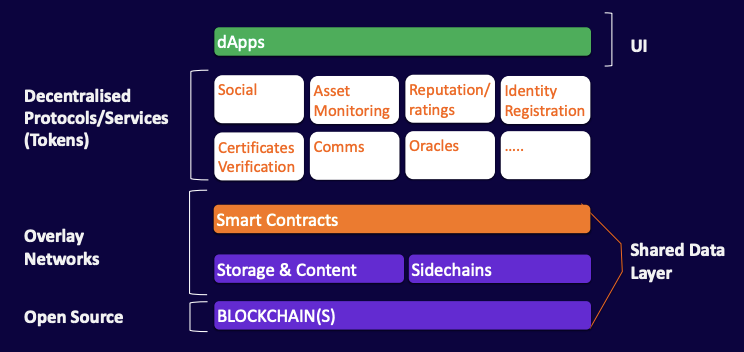 dApps
UI
Decentralised
Protocols/Services
(Tokens)
Social
Asset
Monitoring
Reputation/
ratings
Identity
Registration
Certificates
Verification
Comms
Oracles
.....
Overlay
Networks
Smart Contracts
Storage & Content
Sidechains
Shared Data
Layer
Open Source
BLOCKCHAIN(S)